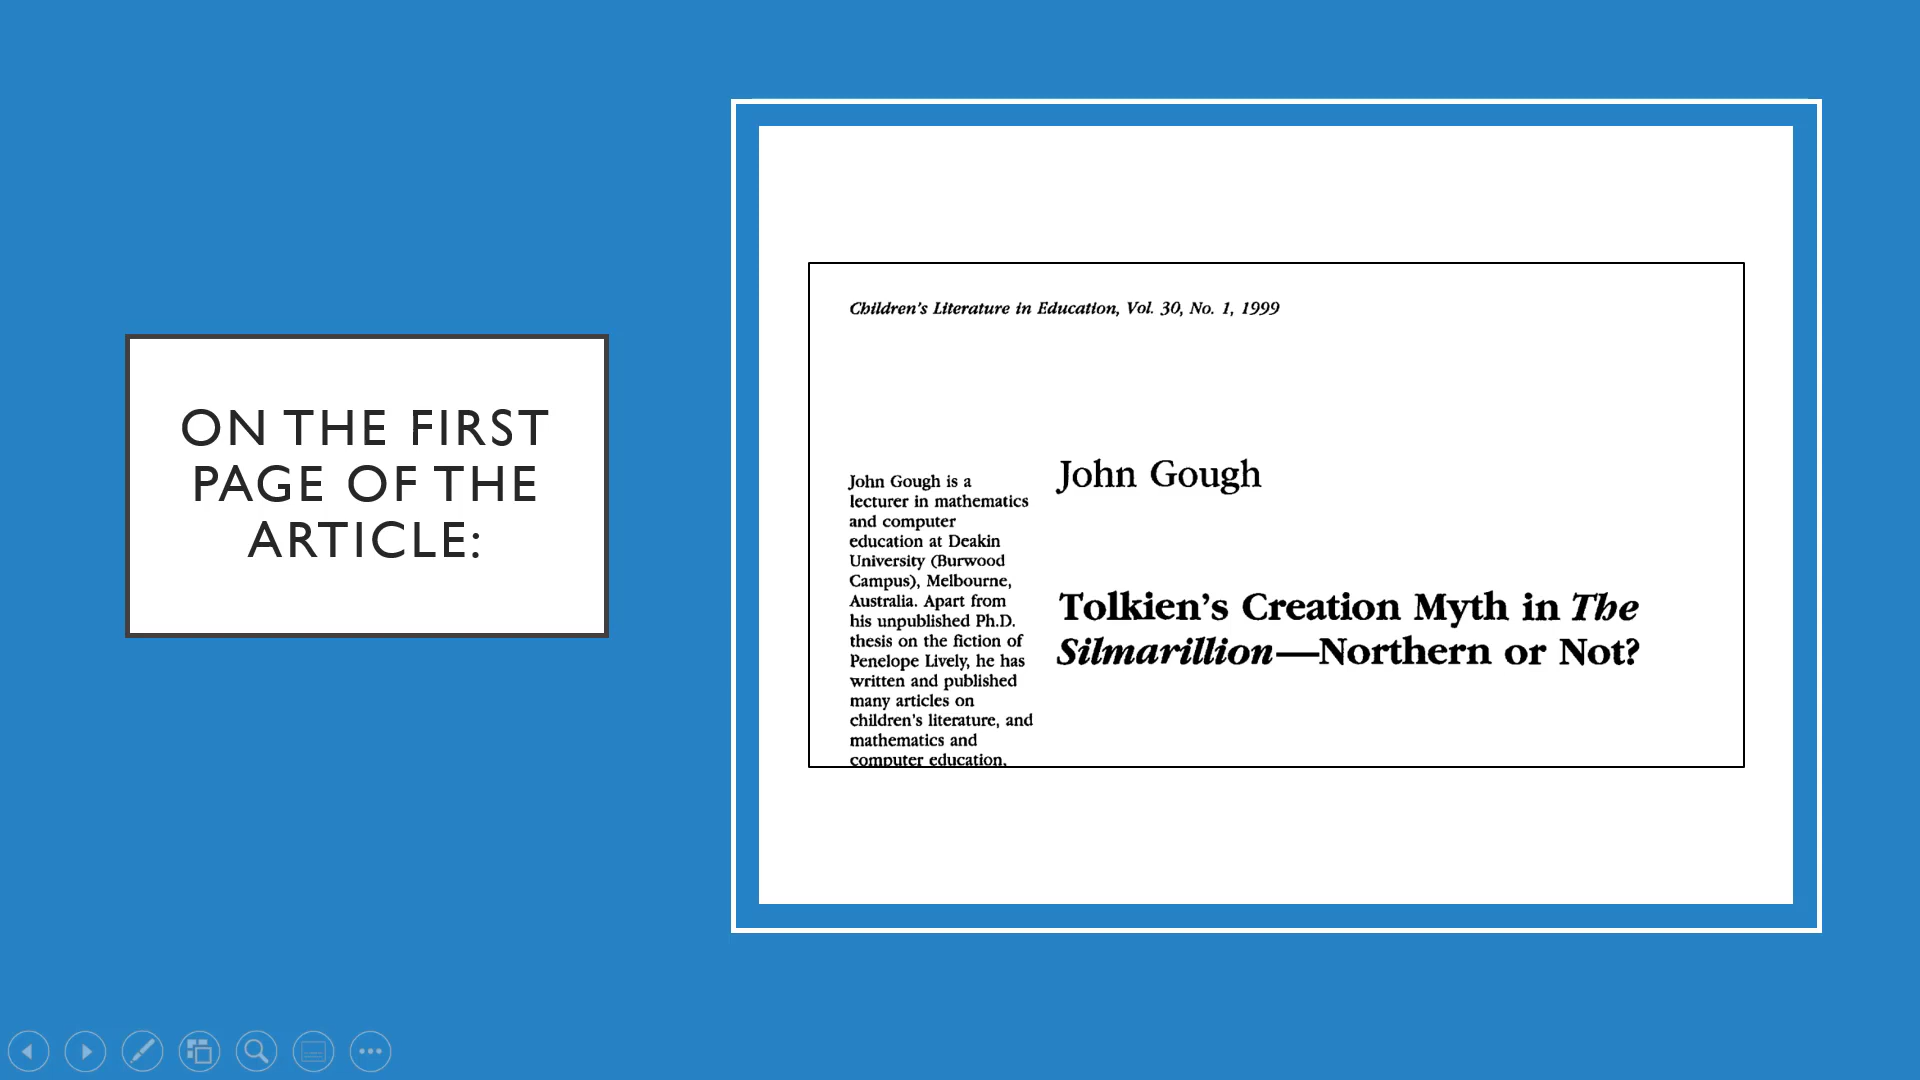 ON THE FIRST
PAGE OF THE
ARTICLE:
Children's Literature in Education, Vol. 30, No. 1, 1999
John Gough is a
lecturer in mathematics
and computer
education at Deakin
University (Burwood
Campus), Melbourne,
Australia. Apart from
his unpublished Ph.D.
thesis on the fiction of
Penelope Lively, he has
written and published
many articles on
children's literature, and
mathematics and
computer education,
John Gough
Tolkien's Creation Myth in The
Silmarillion—Northern or Not?